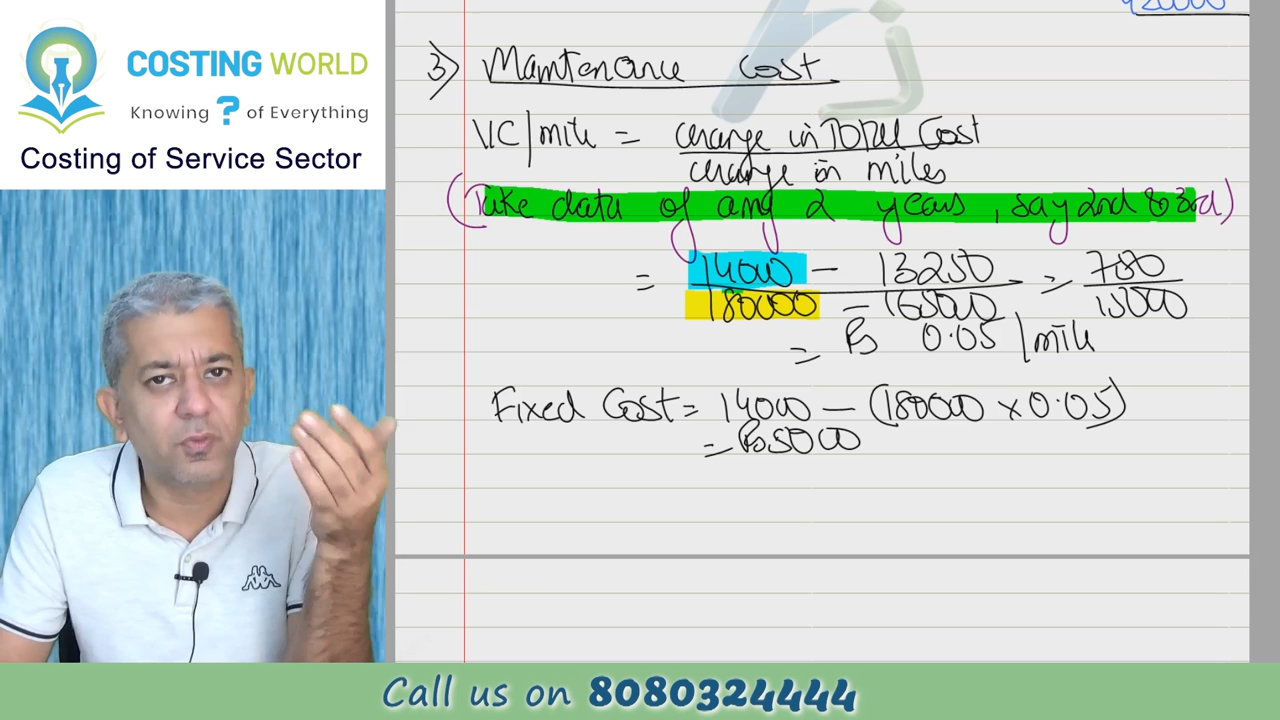 COSTING WORLD
Knowing ? of Everything
Costing of Service Sector
420000
3) Maintenance Cost
VC/mile = change in Total Cost
change in miles
(Take data of any 2 years, say 2nd & 3rd)
= 14000 - 13250 = 750
180000 - 165000 15000
= Rs 0.05 /mile
Fixed Cost = 14000 - (180000 x 0.05)
= Rs 5000
Call us on 8080324444